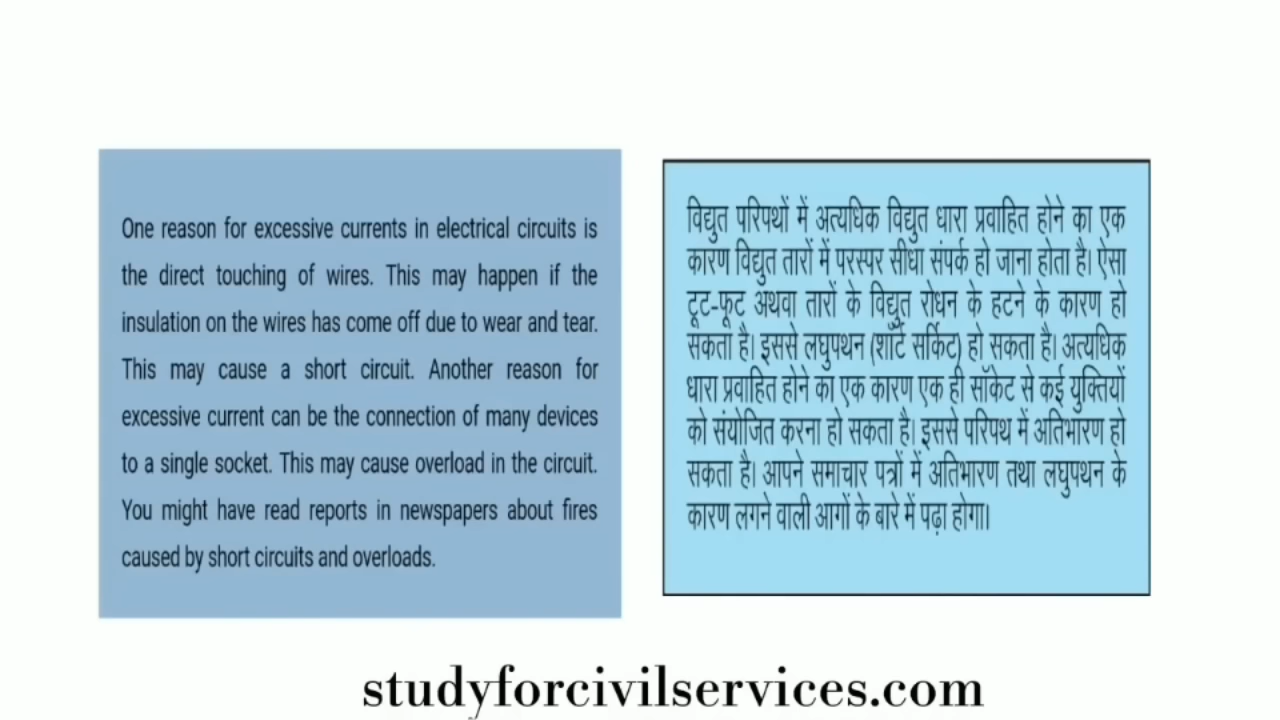 One reason for excessive currents in electrical circuits is
the direct touching of wires. This may happen if the
insulation on the wires has come off due to wear and tear.
This may cause a short circuit. Another reason for
excessive current can be the connection of many devices
to a single socket. This may cause overload in the circuit.
You might have read reports in newspapers about fires
caused by short circuits and overloads.
विद्युत परिपथों में अत्यधिक विद्युत धारा प्रवाहित होने का एक
कारण विद्युत तारों में परस्पर सीधा संपर्क हो जाना होता है। ऐसा
टूट-फूट अथवा तारों के विद्युत रोधन के हटने के कारण हो
सकता है। इससे लघुपथन (शॉर्ट सर्किट) हो सकता है। अत्यधिक
धारा प्रवाहित होने का एक कारण एक ही सॉकेट से कई युक्तियों
को संयोजित करना हो सकता है। इससे परिपथ में अतिभारण हो
सकता है। आपने समाचार पत्रों में अतिभारण तथा लघुपथन के
कारण लगने वाली आगों के बारे में पढ़ा होगा।
studyforcivilservices.com